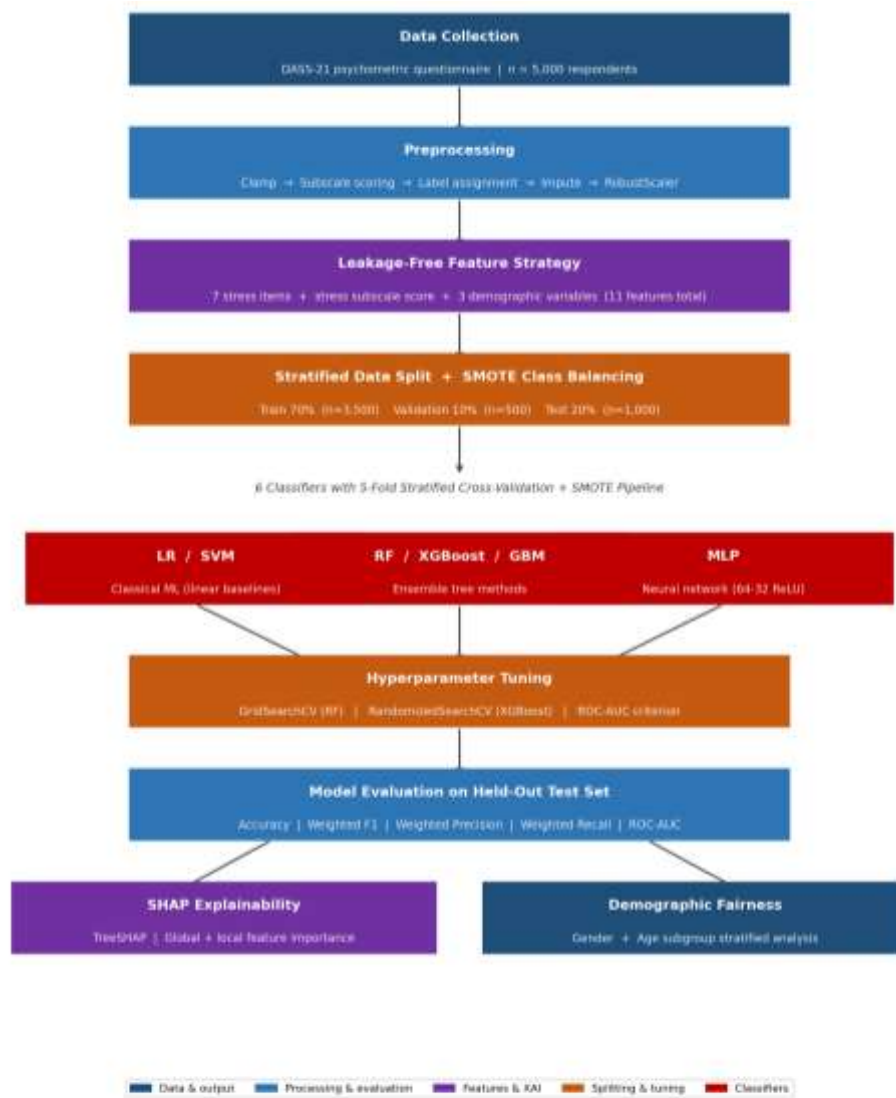 Data Collection
DASS-21 psychometric questionnaire | n = 5,000 respondents
Preprocessing
Clamp → Subscale scoring → Label assignment → Impute → RobustScaler
Leakage-Free Feature Strategy
7 stress items + stress subscale score + 3 demographic variables (11 features total)
Stratified Data Split + SMOTE Class Balancing
Train 70% (n=3,500) Validation 10% (n=500) Test 20% (n=1,000)
6 Classifiers with 5-Fold Stratified Cross-Validation + SMOTE Pipeline
LR / SVM RF / XGBoost / GBM MLP
Classical ML (linear baselines) Ensemble tree methods Neural network (64-32 ReLU)
Hyperparameter Tuning
GridSearchCV (RF) | RandomizedSearchCV (XGBoost) | ROC-AUC criterion
Model Evaluation on Held-Out Test Set
Accuracy | Weighted F1 | Weighted Precision | Weighted Recall | ROC-AUC
SHAP Explainability Demographic Fairness
TreeSHAP | Global + local feature importance Gender + Age subgroup stratified analysis
Data & output Processing & evaluation Features & XAI Splitting & tuning Classifiers